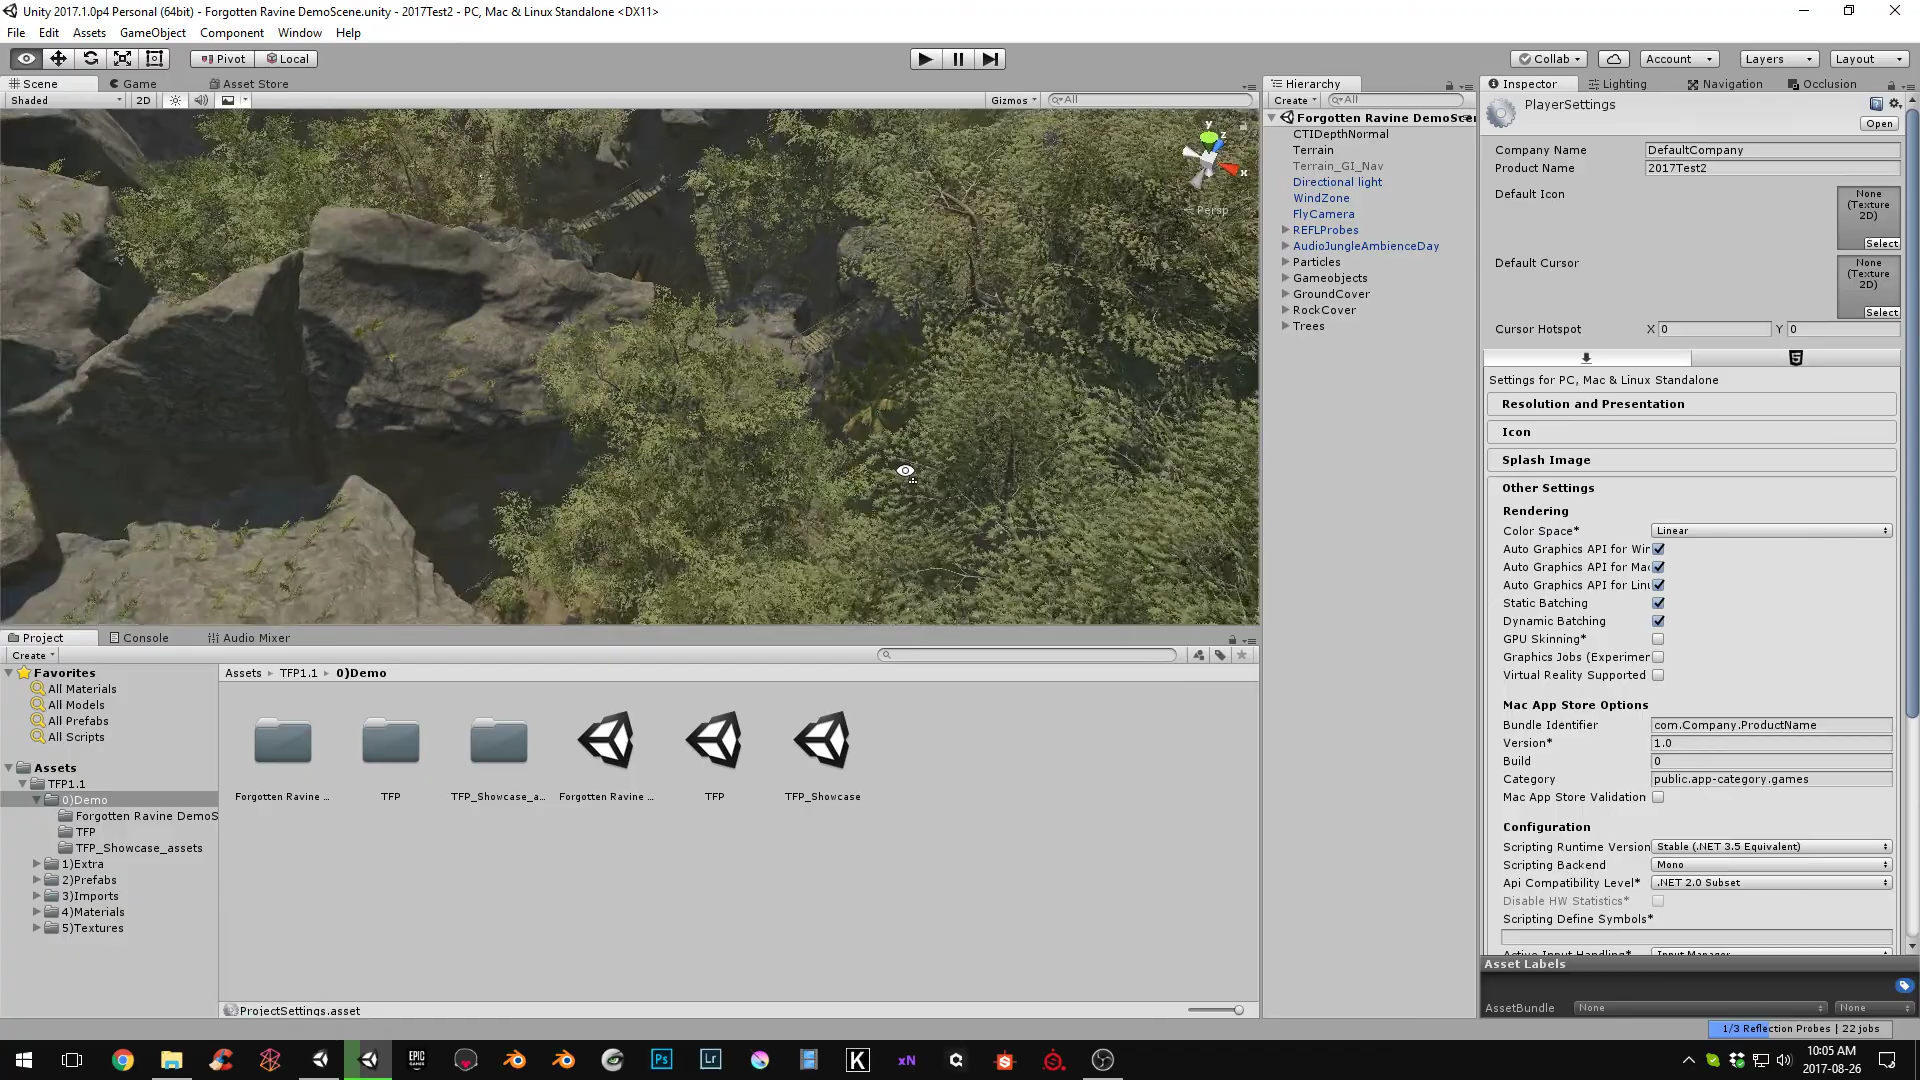 Unity 2017.1.0p4 Personal (64bit) - Forgotten Ravine DemoScene.unity - 2017Test2 - PC, Mac & Linux Standalone <DX11>
File Edit Assets GameObject Component Window Help
Pivot Local Collab Account Layers Layout
Scene Game Asset Store
Shaded 2D Gizmos All
y
z
x
Persp
Hierarchy
Create All
Forgotten Ravine DemoScen
CTIDepthNormal
Terrain
Terrain_GI_Nav
Directional light
WindZone
FlyCamera
REFLProbes
AudioJungleAmbienceDay
Particles
Gameobjects
GroundCover
RockCover
Trees
Inspector Lighting Navigation Occlusion
PlayerSettings
Open
Company Name DefaultCompany
Product Name 2017Test2
Default Icon
None
(Texture
2D)
Select
Default Cursor
None
(Texture
2D)
Select
Cursor Hotspot X 0 Y 0
Settings for PC, Mac & Linux Standalone
Resolution and Presentation
Icon
Splash Image
Other Settings
Rendering
Color Space* Linear
Auto Graphics API for Wir
Auto Graphics API for Mac
Auto Graphics API for Linu
Static Batching
Dynamic Batching
GPU Skinning*
Graphics Jobs (Experimer
Virtual Reality Supported
Mac App Store Options
Bundle Identifier com.Company.ProductName
Version* 1.0
Build 0
Category public.app-category.games
Mac App Store Validation
Configuration
Scripting Runtime Version Stable (.NET 3.5 Equivalent)
Scripting Backend Mono
Api Compatibility Level* .NET 2.0 Subset
Disable HW Statistics*
Scripting Define Symbols*
Active Input Handling* Input Manager
Asset Labels
AssetBundle None None
Project Console Audio Mixer
Create
Favorites
All Materials
All Models
All Prefabs
All Scripts
Assets
TFP1.1
0)Demo
Forgotten Ravine DemoS
TFP
TFP_Showcase_assets
1)Extra
2)Prefabs
3)Imports
4)Materials
5)Textures
Assets TFP1.1 0)Demo
Forgotten Ravine ... TFP TFP_Showcase_a... Forgotten Ravine ... TFP TFP_Showcase
ProjectSettings.asset
1/3 Reflection Probes | 22 jobs
EPIC
GAMES
Ps Lr K xN
10:05 AM
2017-08-26